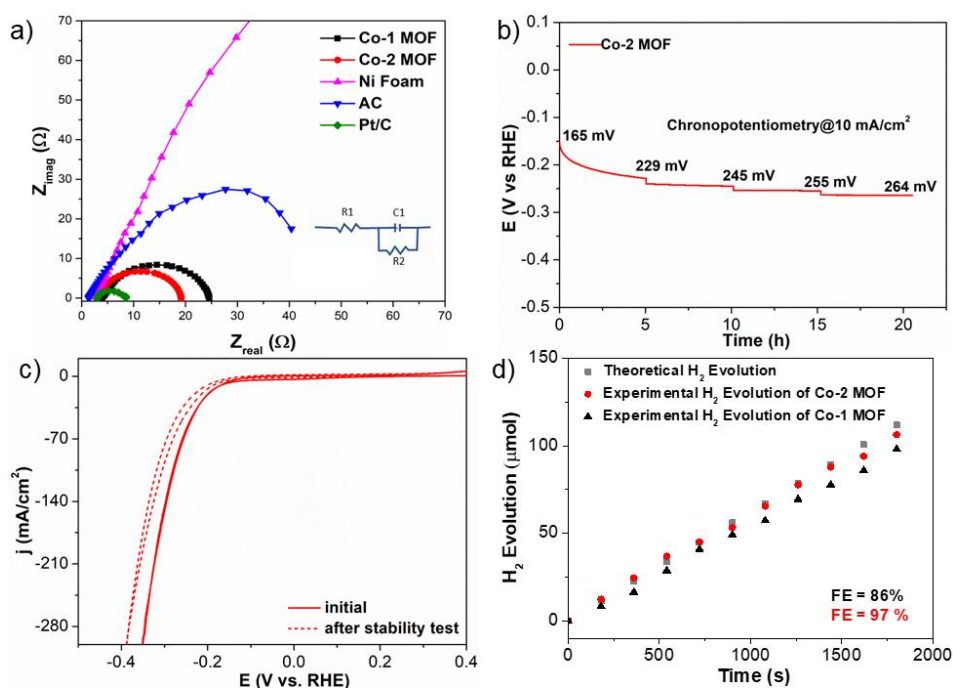 a)
70
60
50
40
30
20
10
0
Z_imag (Ω)
Co-1 MOF
Co-2 MOF
Ni Foam
AC
Pt/C
R1
C1
R2
0 10 20 30 40 50 60 70
Z_real (Ω)
b)
0.1
0.0
-0.1
-0.2
-0.3
-0.4
-0.5
E (V vs RHE)
Co-2 MOF
Chronopotentiometry@10 mA/cm²
165 mV
229 mV
245 mV
255 mV
264 mV
0 5 10 15 20
Time (h)
c)
0
-70
-140
-210
-280
j (mA/cm²)
initial
after stability test
-0.4 -0.2 0.0 0.2 0.4
E (V vs. RHE)
d)
150
100
50
0
H₂ Evolution (μmol)
Theoretical H₂ Evolution
Experimental H₂ Evolution of Co-2 MOF
Experimental H₂ Evolution of Co-1 MOF
FE = 86%
FE = 97 %
0 500 1000 1500 2000
Time (s)